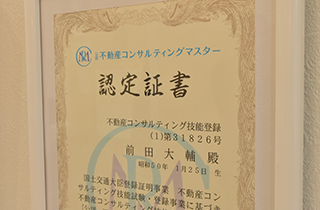 公認 不動産コンサルティングマスター
認定証書
不動産コンサルティング技能登録
(1)第31826号
前田大輔 殿
昭和50年 1月25日 生
国土交通大臣登録証明事業 不動産コン
サルティング技能試験・登録事業に基づき